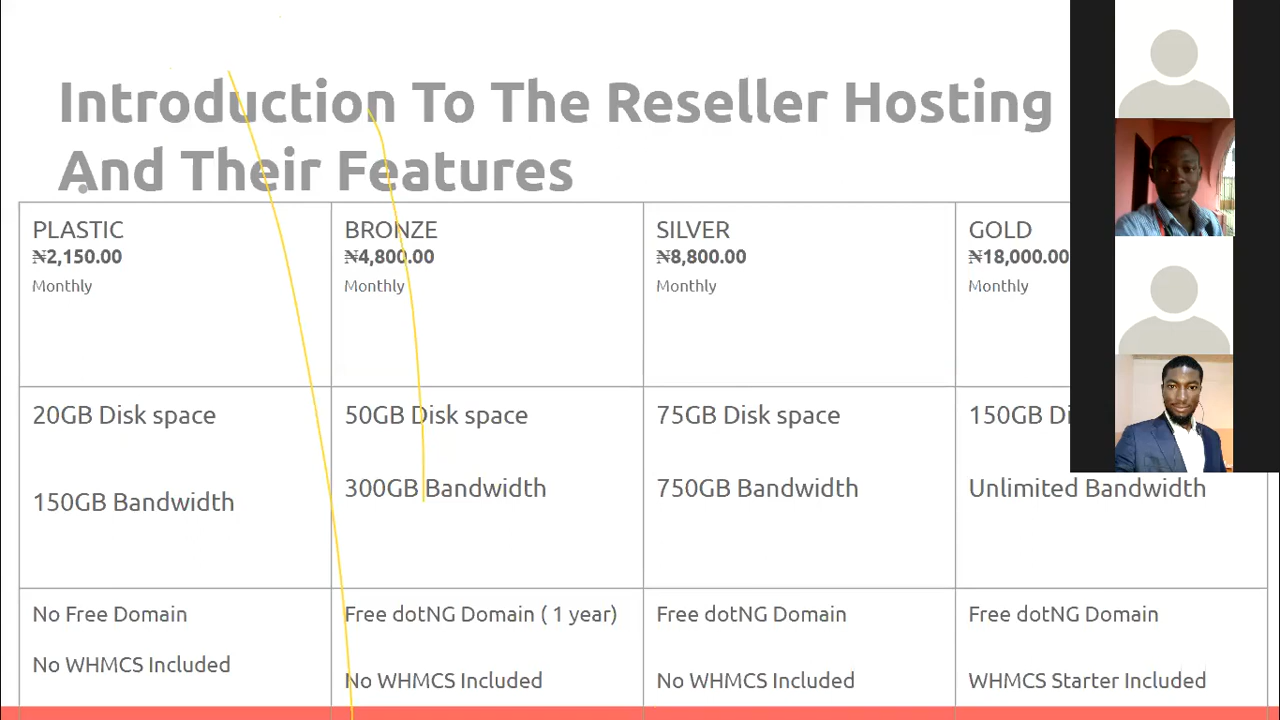 Introduction To The Reseller Hosting
And Their Features
PLASTIC
₦2,150.00
Monthly
BRONZE
₦4,800.00
Monthly
SILVER
₦8,800.00
Monthly
GOLD
₦18,000.00
Monthly
20GB Disk space
150GB Bandwidth
50GB Disk space
300GB Bandwidth
75GB Disk space
750GB Bandwidth
150GB Di
Unlimited Bandwidth
No Free Domain
No WHMCS Included
Free dotNG Domain ( 1 year)
No WHMCS Included
Free dotNG Domain
No WHMCS Included
Free dotNG Domain
WHMCS Starter Included